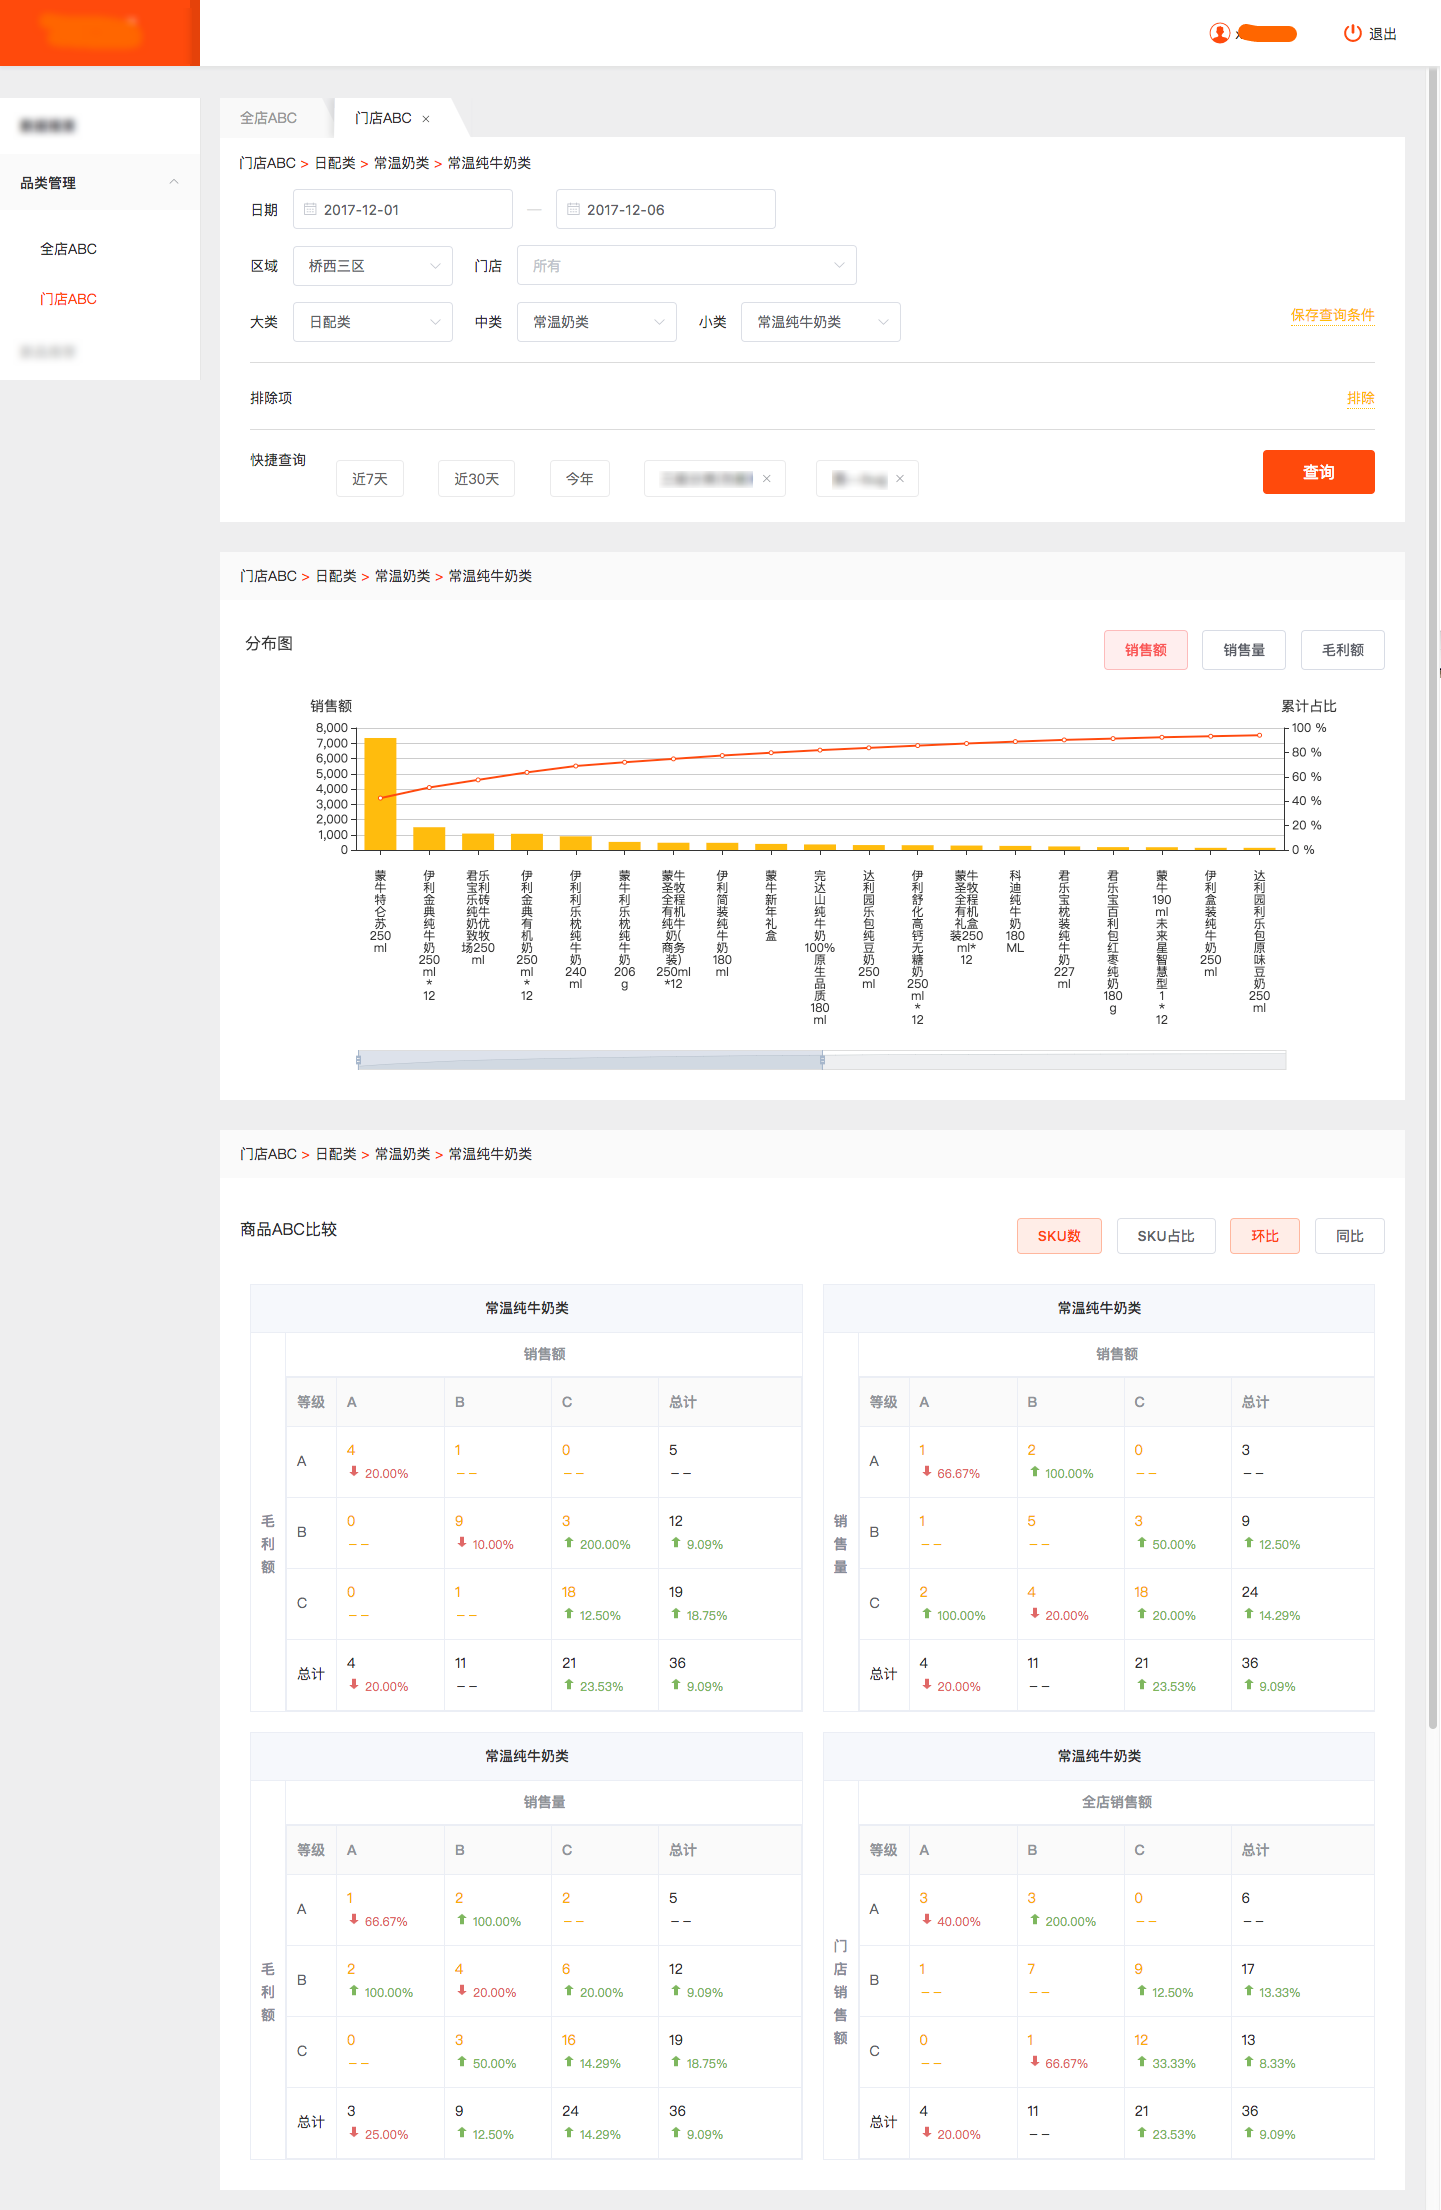 退出
全店ABC 门店ABC ×
品类管理
全店ABC
门店ABC
门店ABC > 日配类 > 常温奶类 > 常温纯牛奶类
日期 2017-12-01 — 2017-12-06
区域 桥西三区 门店 所有
大类 日配类 中类 常温奶类 小类 常温纯牛奶类 保存查询条件
排除项 排除
快捷查询 近7天 近30天 今年 × × 查询
门店ABC > 日配类 > 常温奶类 > 常温纯牛奶类
分布图 销售额 销售量 毛利额
销售额 累计占比
8,000 100 %
7,000
6,000 80 %
5,000 60 %
4,000
3,000 40 %
2,000 20 %
1,000
0 0 %
蒙牛特仑苏250ml
伊利金典纯牛奶250ml*12
君乐宝利乐砖纯牛奶优致牧场250ml
伊利金典有机奶250ml*12
伊利利乐枕纯牛奶240ml
蒙牛利乐枕纯牛奶206g
蒙牛圣牧全程有机纯牛奶(商务装)250ml*12
伊利简装纯牛奶180ml
蒙牛新年礼盒
完达山纯牛奶100%原生品质180ml
达利园乐包纯豆奶250ml
伊利舒化高钙无糖奶250ml*12
蒙牛圣牧全程有机礼盒装250ml*12
科迪纯牛奶180ML
君乐宝枕装纯牛奶227ml
君乐宝百利包红枣纯奶180g
蒙牛190ml未来星智慧型1*12
伊利盒装纯牛奶250ml
达利园利乐包原味豆奶250ml
门店ABC > 日配类 > 常温奶类 > 常温纯牛奶类
商品ABC比较 SKU数 SKU占比 环比 同比
常温纯牛奶类
毛利额
销售额
等级 A B C 总计
A 4 1 0 5
20.00% -- -- --
B 0 9 3 12
-- 10.00% 200.00% 9.09%
C 0 1 18 19
-- -- 12.50% 18.75%
总计 4 11 21 36
20.00% -- 23.53% 9.09%
常温纯牛奶类
销售量
销售额
等级 A B C 总计
A 1 2 0 3
66.67% 100.00% -- --
B 1 5 3 9
-- -- 50.00% 12.50%
C 2 4 18 24
100.00% 20.00% 20.00% 14.29%
总计 4 11 21 36
20.00% -- 23.53% 9.09%
常温纯牛奶类
毛利额
销售量
等级 A B C 总计
A 1 2 2 5
66.67% 100.00% -- --
B 2 4 6 12
100.00% 20.00% 20.00% 9.09%
C 0 3 16 19
-- 50.00% 14.29% 18.75%
总计 3 9 24 36
25.00% 12.50% 14.29% 9.09%
常温纯牛奶类
门店销售额
全店销售额
等级 A B C 总计
A 3 3 0 6
40.00% 200.00% -- --
B 1 7 9 17
-- -- 12.50% 13.33%
C 0 1 12 13
-- 66.67% 33.33% 8.33%
总计 4 11 21 36
20.00% -- 23.53% 9.09%